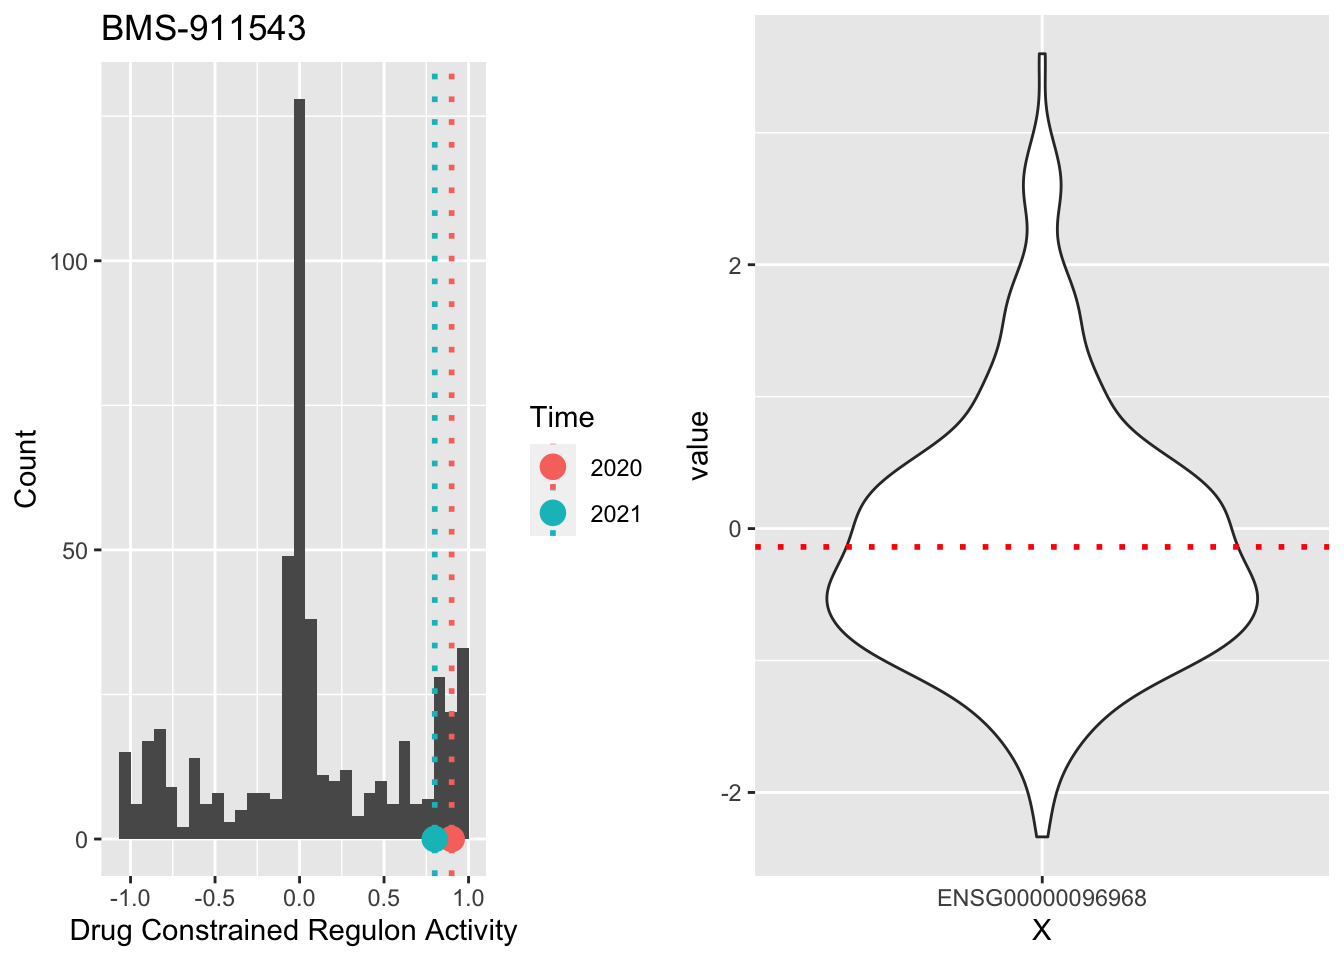 BMS-911543
Count
100
50
0
-1.0 -0.5 0.0 0.5 1.0
Drug Constrained Regulon Activity
Time
2020
2021
value
2
0
-2
ENSG00000096968
X